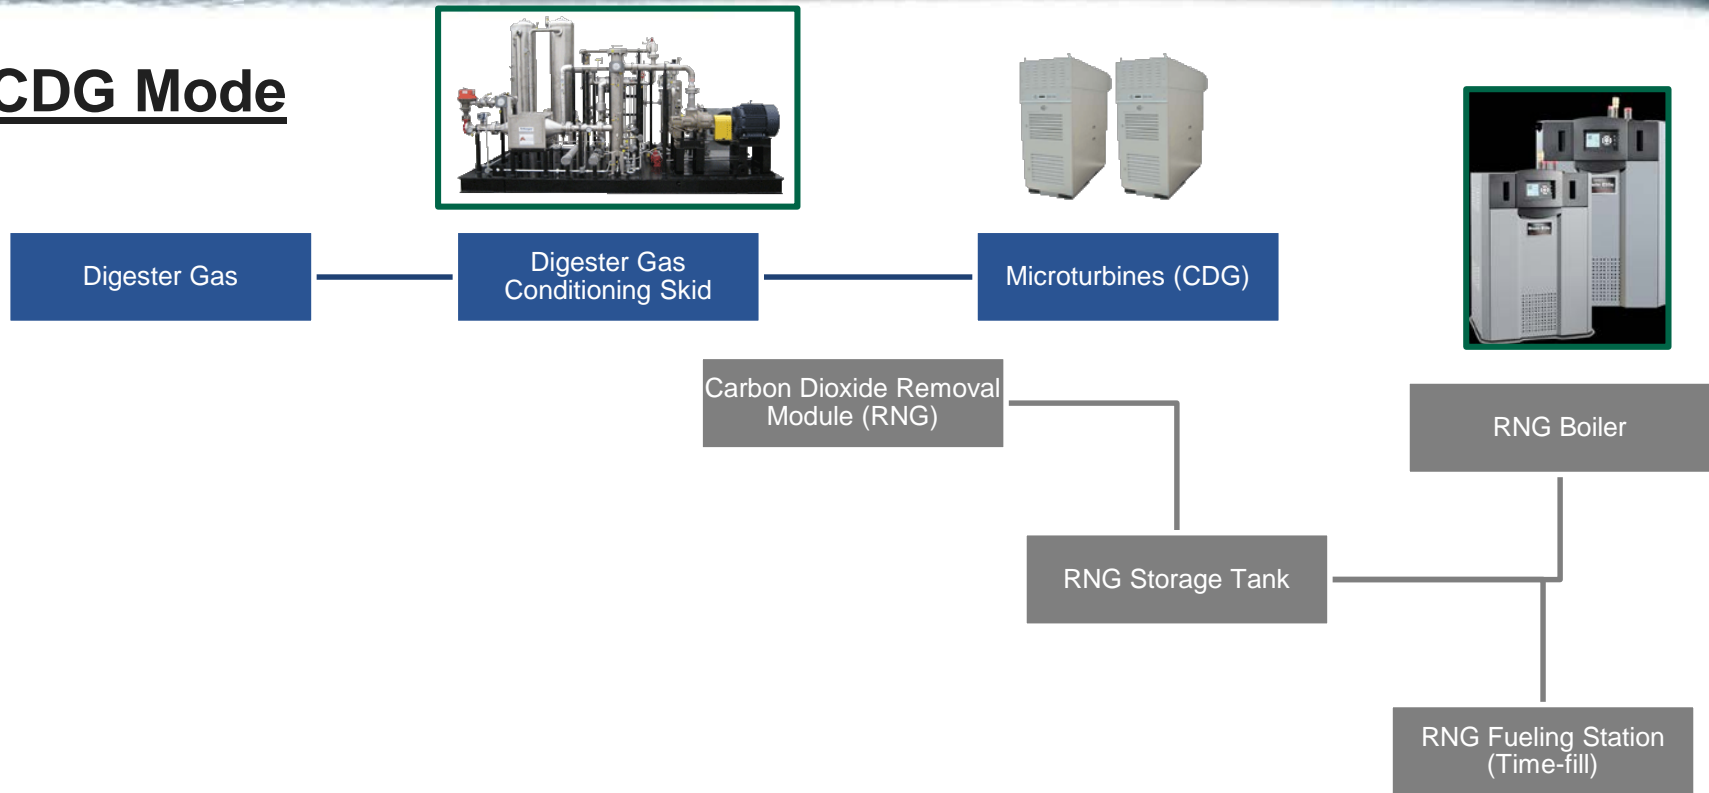 CDG Mode
Digester Gas
Digester Gas
Conditioning Skid
Microturbines (CDG)
Carbon Dioxide Removal
Module (RNG)
RNG Boiler
RNG Storage Tank
RNG Fueling Station
(Time-fill)